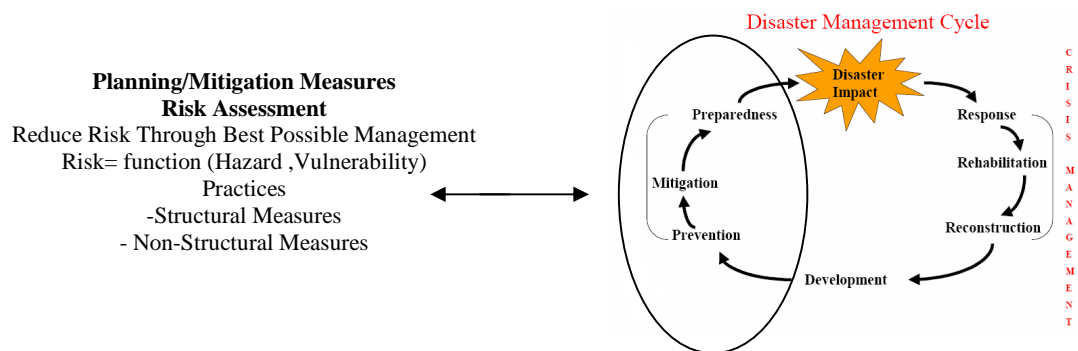 Planning/Mitigation Measures
Risk Assessment
Reduce Risk Through Best Possible Management
Risk= function (Hazard ,Vulnerability)
Practices
-Structural Measures
- Non-Structural Measures
Disaster Management Cycle
Disaster
Impact
Preparedness
Response
Mitigation
Rehabilitation
Prevention
Reconstruction
Development
CRISIS MANAGEMENT